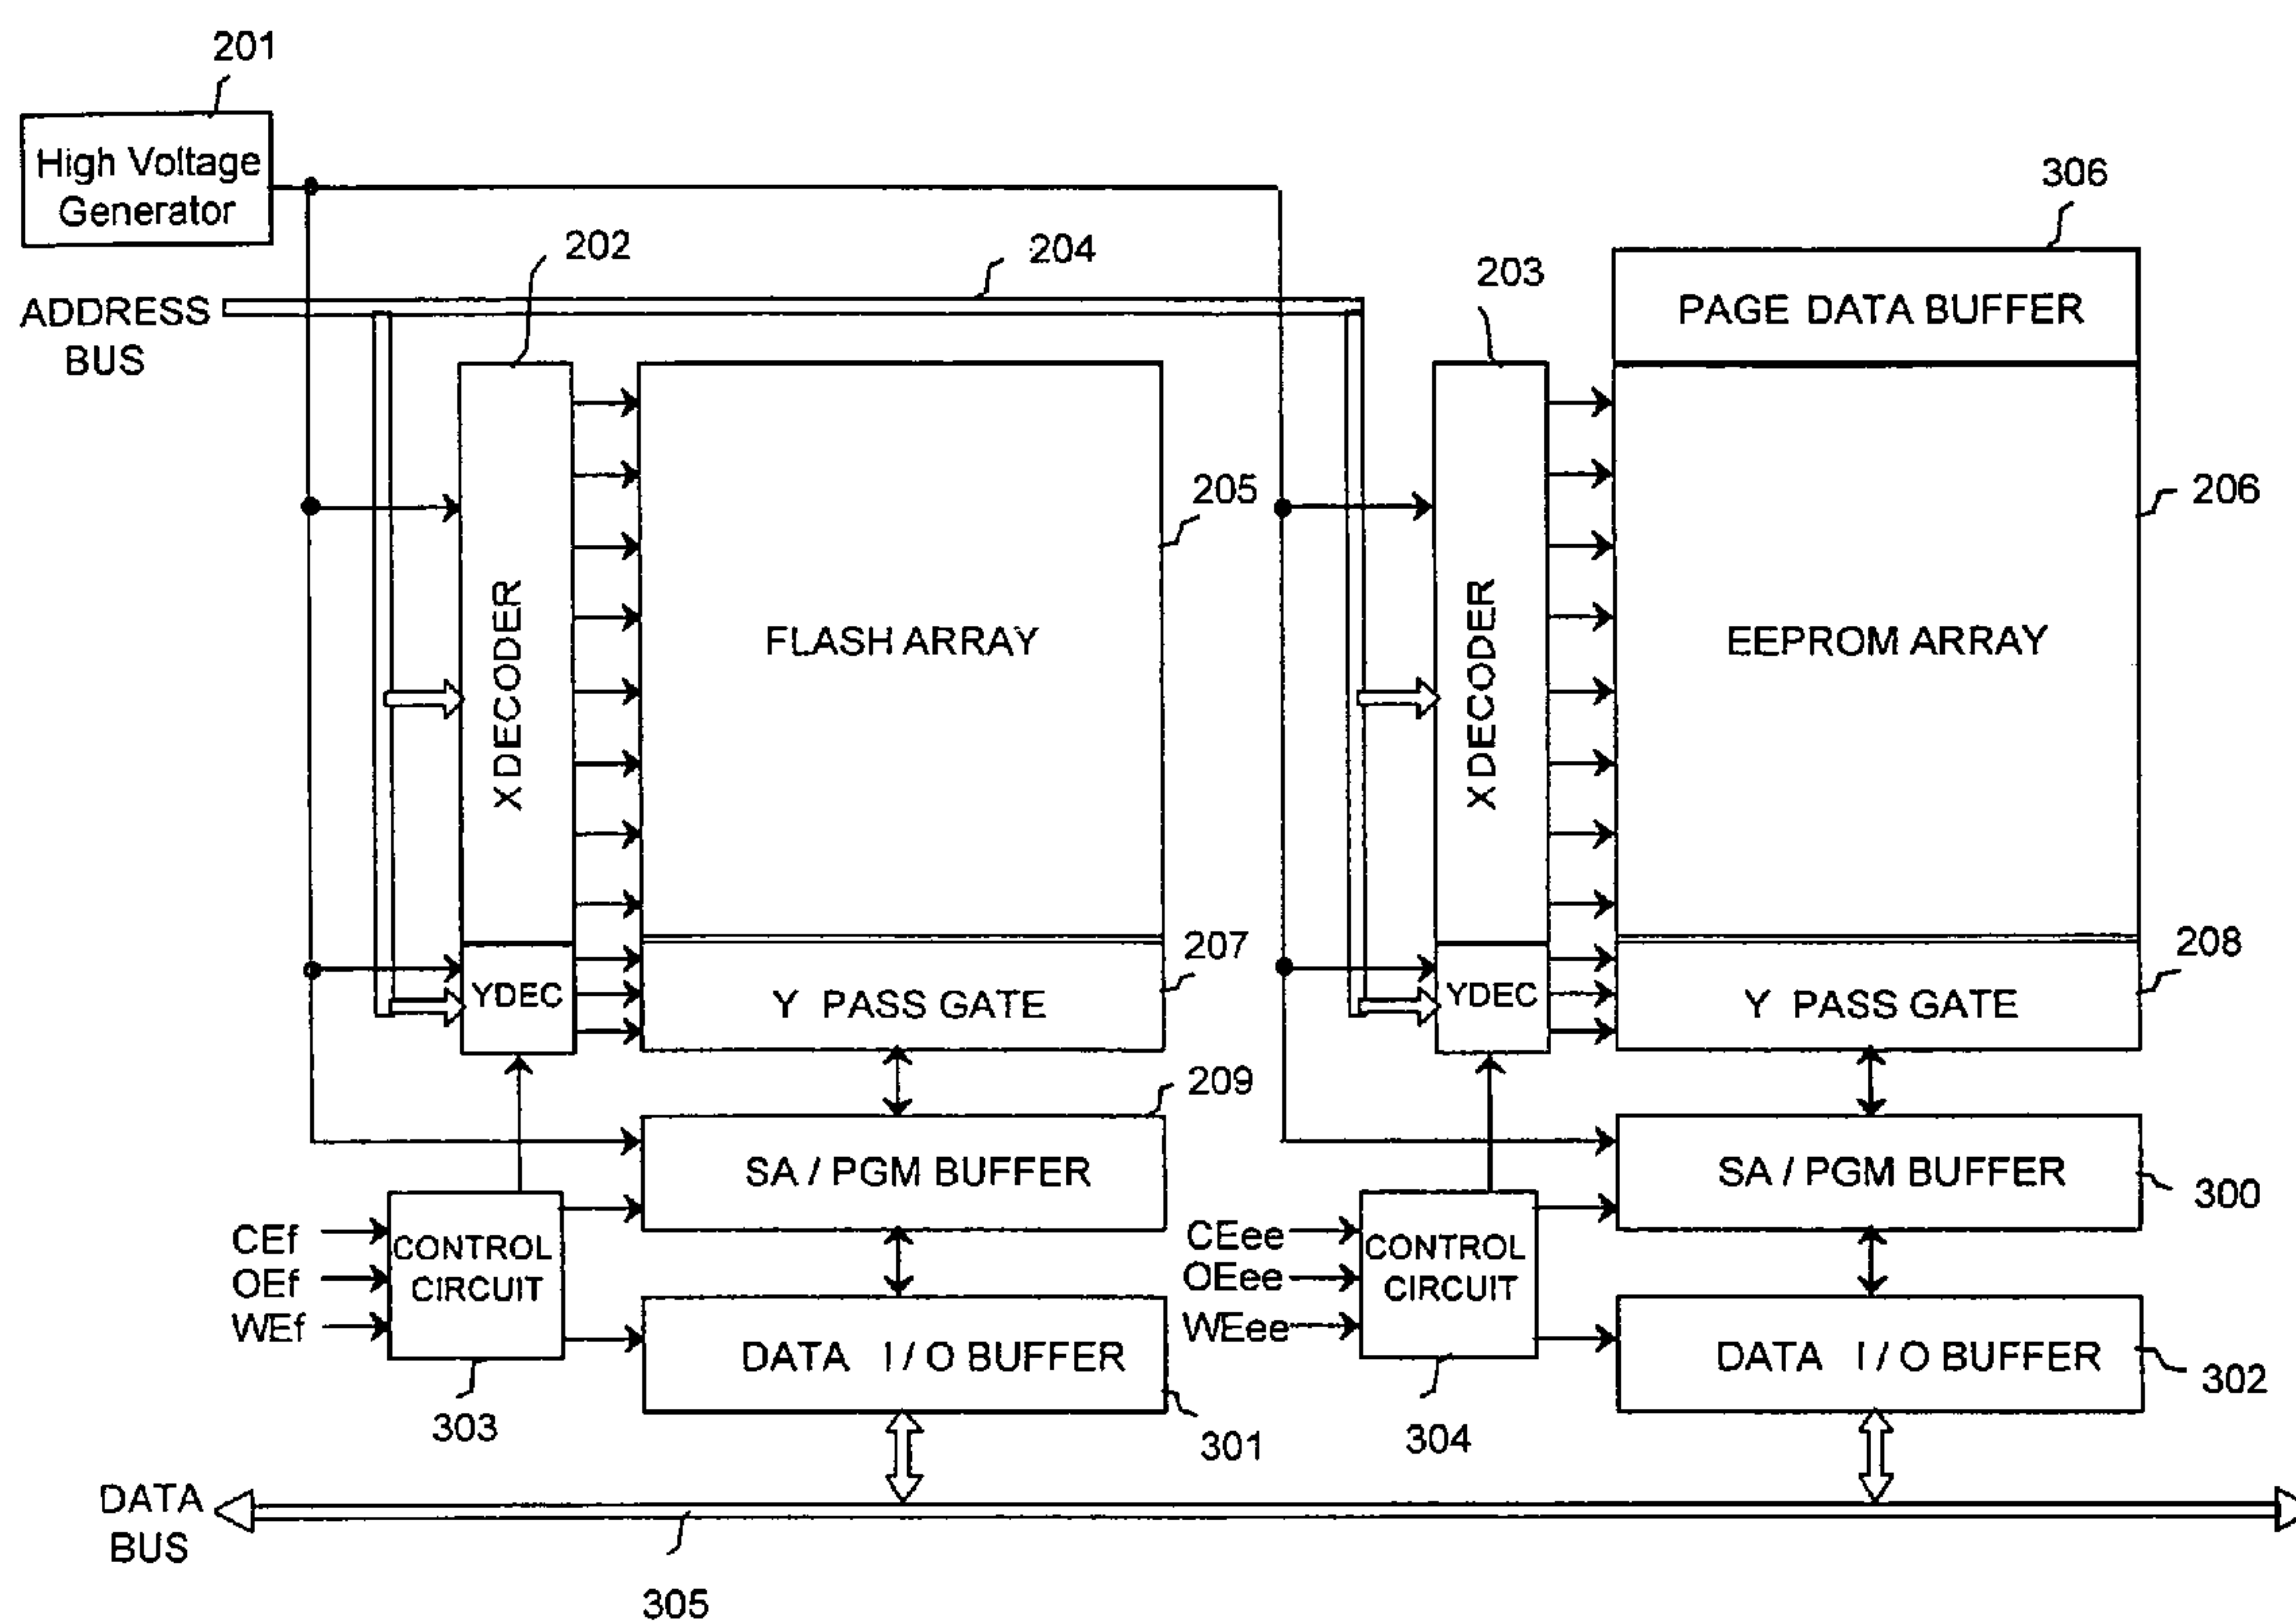 201
High Voltage
Generator
306
202
204
203
ADDRESS
BUS
PAGE DATA BUFFER
205
206
X DECODER
FLASH ARRAY
X DECODER
EEPROM ARRAY
207
208
YDEC
Y PASS GATE
YDEC
Y PASS GATE
209
SA / PGM BUFFER
SA / PGM BUFFER
300
CEf
OEf
WEf
CONTROL
CIRCUIT
CEee
OEee
WEee
CONTROL
CIRCUIT
DATA I / O BUFFER
DATA I / O BUFFER
302
303
301
304
DATA
BUS
305